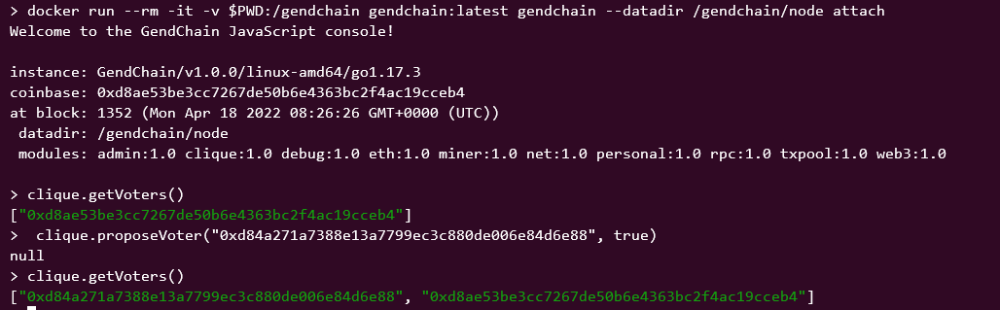 > docker run --rm -it -v $PWD:/gendchain gendchain:latest gendchain --datadir /gendchain/node attach
Welcome to the GendChain JavaScript console!
instance: GendChain/v1.0.0/linux-amd64/go1.17.3
coinbase: 0xd8ae53be3cc7267de50b6e4363bc2f4ac19cceb4
at block: 1352 (Mon Apr 18 2022 08:26:26 GMT+0000 (UTC))
 datadir: /gendchain/node
 modules: admin:1.0 clique:1.0 debug:1.0 eth:1.0 miner:1.0 net:1.0 personal:1.0 rpc:1.0 txpool:1.0 web3:1.0
> clique.getVoters()
["0xd8ae53be3cc7267de50b6e4363bc2f4ac19cceb4"]
>  clique.proposeVoter("0xd84a271a7388e13a7799ec3c880de006e84d6e88", true)
null
> clique.getVoters()
["0xd84a271a7388e13a7799ec3c880de006e84d6e88", "0xd8ae53be3cc7267de50b6e4363bc2f4ac19cceb4"]